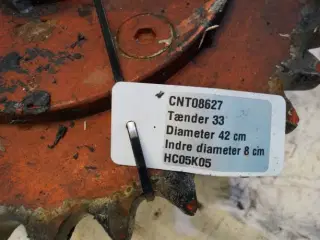 CNT08627
Tænder 33
Diameter 42 cm
Indre diameter 8 cm
HC05K05